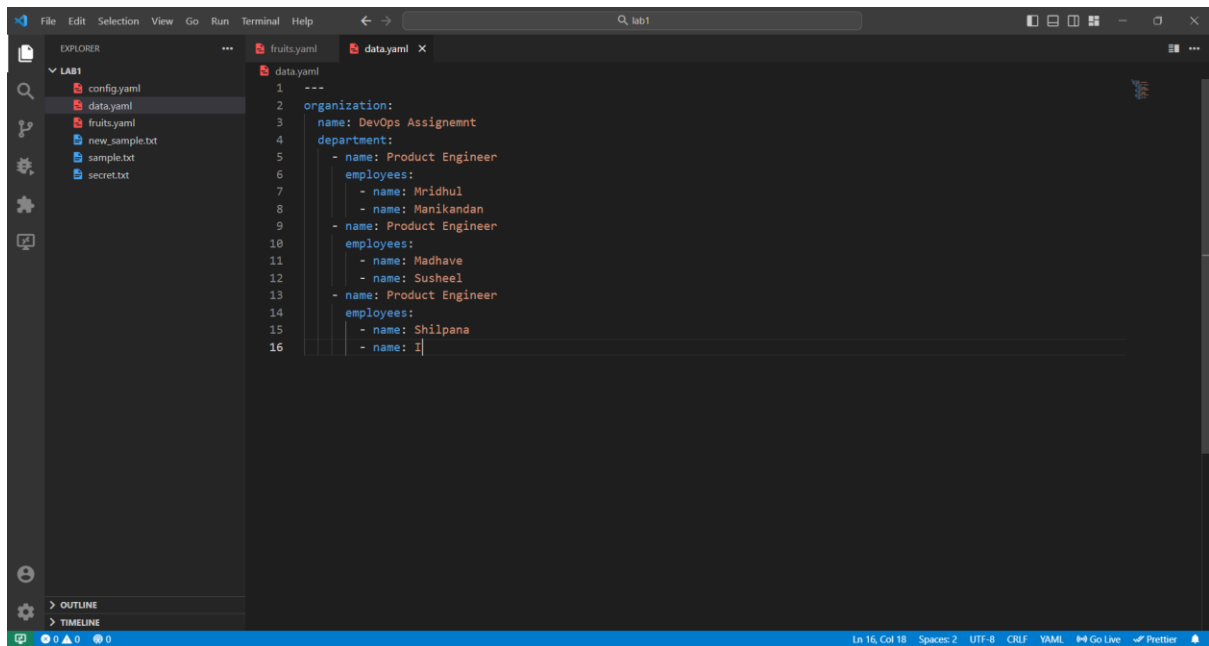 File Edit Selection View Go Run Terminal Help
lab1
EXPLORER
fruits.yaml
data.yaml
LAB1
config.yaml
data.yaml
fruits.yaml
new_sample.txt
sample.txt
secret.txt
data.yaml
1 ---
2 organization:
3 name: DevOps Assignemnt
4 department:
5 - name: Product Engineer
6 employees:
7 - name: Mridhul
8 - name: Manikandan
9 - name: Product Engineer
10 employees:
11 - name: Madhave
12 - name: Susheel
13 - name: Product Engineer
14 employees:
15 - name: Shilpana
16 - name: I
OUTLINE
TIMELINE
0 0 0 Ln 16, Col 18 Spaces: 2 UTF-8 CRLF YAML Go Live Prettier